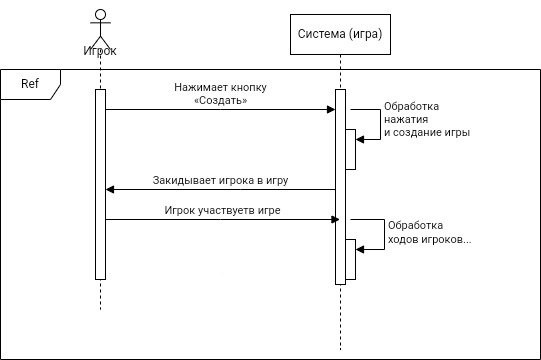 Игрок
Система (игра)
Ref
Нажимает кнопку
«Создать»
Обработка
нажатия
и создание игры
Закидывает игрока в игру
Игрок участвуетв игре
Обработка
ходов игроков...